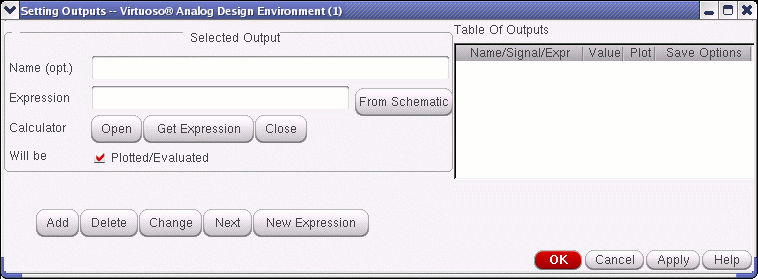 Setting Outputs -- Virtuoso® Analog Design Environment (1)
Selected Output
Name (opt.)
Expression
From Schematic
Calculator
Open
Get Expression
Close
Will be
Plotted/Evaluated
Table Of Outputs
Name/Signal/Expr Value Plot Save Options
Add
Delete
Change
Next
New Expression
OK
Cancel
Apply
Help